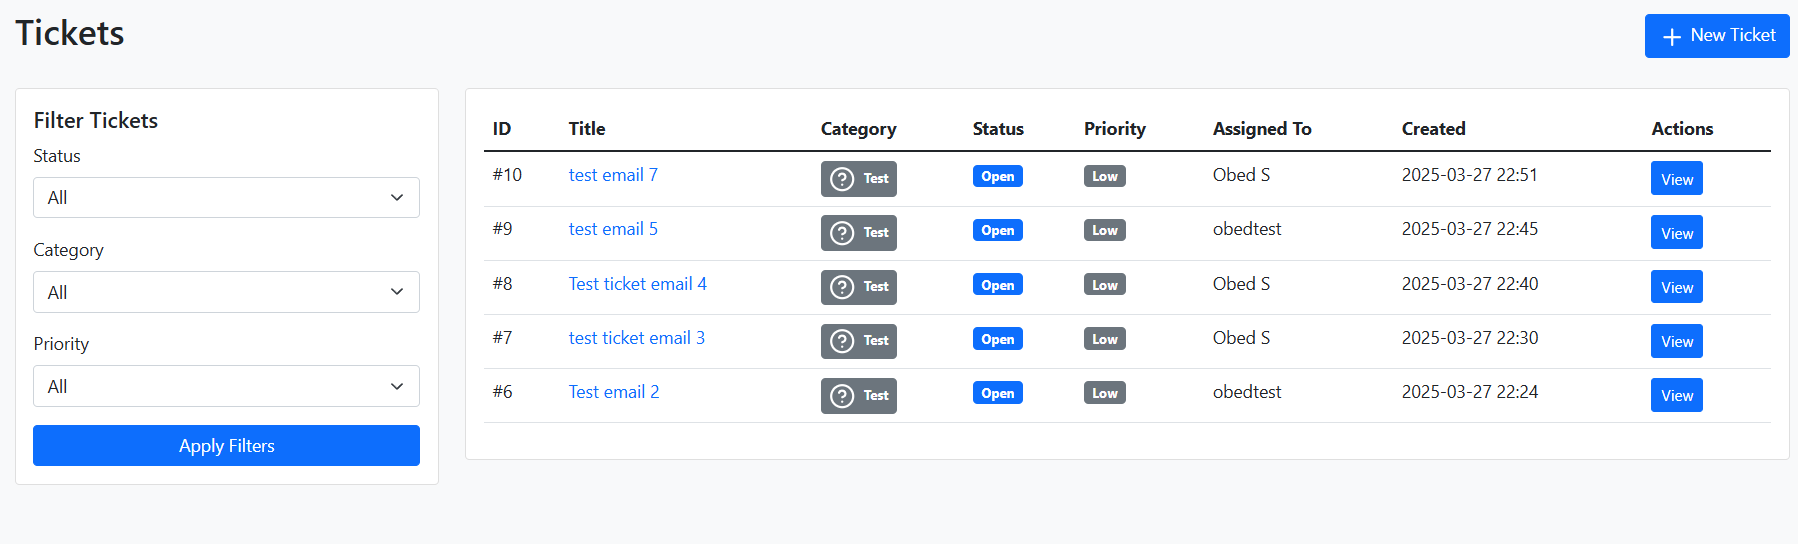 Tickets
New Ticket
Filter Tickets
Status
All
Category
All
Priority
All
Apply Filters
ID Title Category Status Priority Assigned To Created Actions
#10 test email 7 Test Open Low Obed S 2025-03-27 22:51 View
#9 test email 5 Test Open Low obedtest 2025-03-27 22:45 View
#8 Test ticket email 4 Test Open Low Obed S 2025-03-27 22:40 View
#7 test ticket email 3 Test Open Low Obed S 2025-03-27 22:30 View
#6 Test email 2 Test Open Low obedtest 2025-03-27 22:24 View